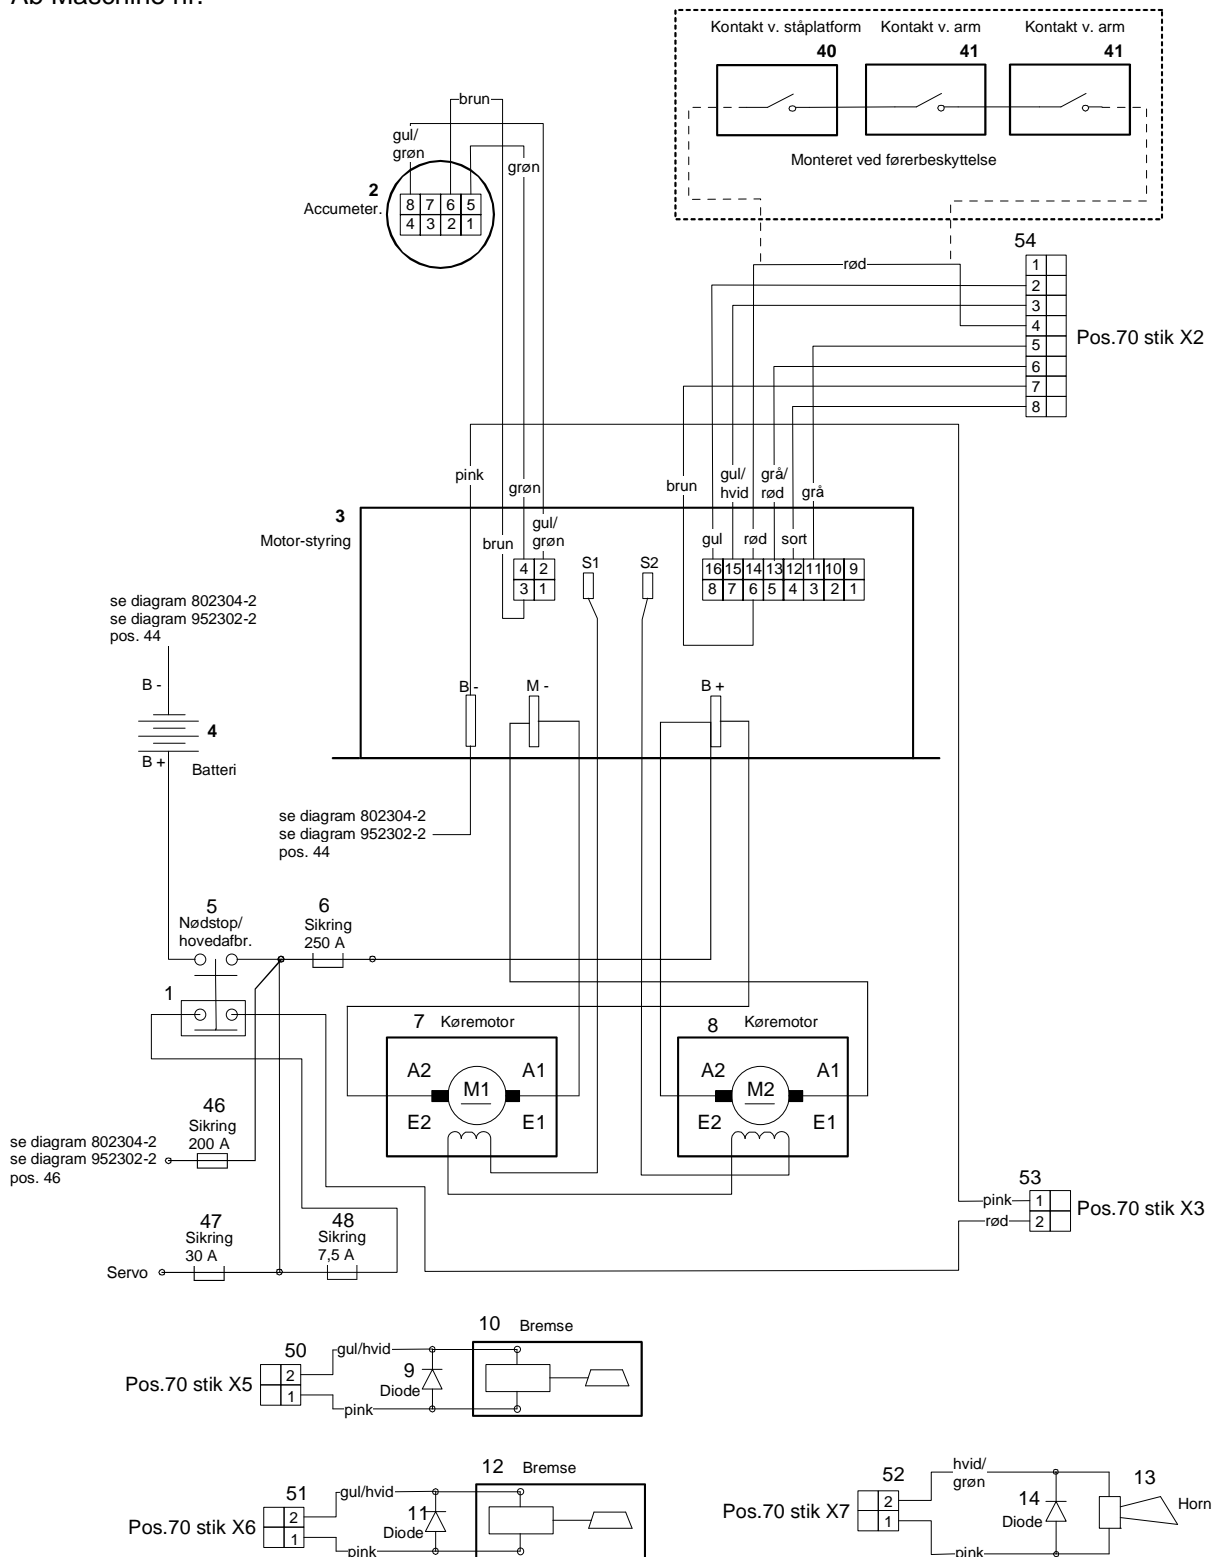 Kontakt v. ståplatform Kontakt v. arm Kontakt v. arm
40 41 41
Monteret ved førerbeskyttelse
brun
gul/
grøn
grøn
2
Accumeter.
8 7 6 5
4 3 2 1
54
rød
1
2
3
4
5
6
7
8
Pos.70 stik X2
pink
grøn
gul/
grøn
brun
brun
gul/
hvid
grå/
rød
grå
gul
rød
sort
3
Motor-styring
4 2
3 1
S1
S2
16 15 14 13 12 11 10 9
8 7 6 5 4 3 2 1
se diagram 802304-2
se diagram 952302-2
pos. 44
B -
4
B +
Batteri
B -
M -
B +
se diagram 802304-2
se diagram 952302-2
pos. 44
5
Nødstop/
hovedafbr.
6
Sikring
250 A
1
7 Køremotor
A2 M1 A1
E2 E1
8 Køremotor
A2 M2 A1
E2 E1
46
Sikring
200 A
se diagram 802304-2
se diagram 952302-2
pos. 46
47
Sikring
30 A
48
Sikring
7,5 A
Servo
53
pink 1
rød 2
Pos.70 stik X3
10 Bremse
50
gul/hvid
2
1
Pos.70 stik X5
9
Diode
pink
12 Bremse
51
gul/hvid
2
1
Pos.70 stik X6
11
Diode
pink
52
hvid/
grøn
2
1
Pos.70 stik X7
14
Diode
13
Horn
pink